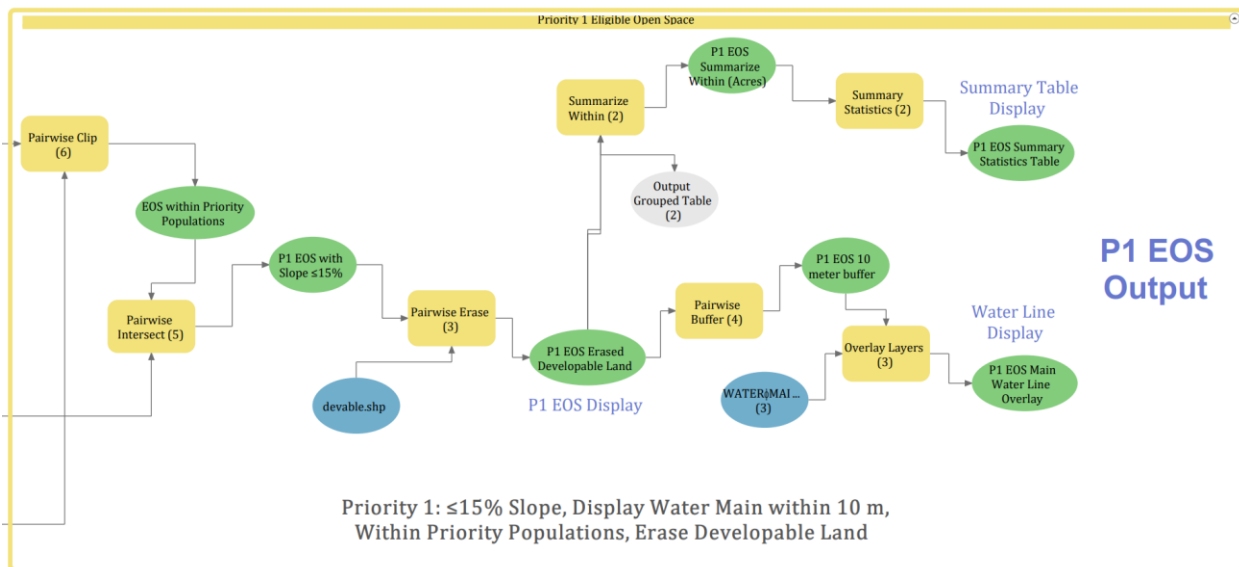 Priority 1 Eligible Open Space
P1 EOS
Summarize
Within (Acres)
Summarize
Within (2)
Summary
Statistics (2)
Summary Table
Display
P1 EOS Summary
Statistics Table
Pairwise Clip
(6)
EOS within Priority
Populations
Output
Grouped Table
(2)
P1 EOS with
Slope ≤15%
P1 EOS 10
meter buffer
P1 EOS
Output
Pairwise
Intersect (5)
Pairwise Erase
(3)
Pairwise
Buffer (4)
Water Line
Display
P1 EOS Erased
Developable Land
Overlay Layers
(3)
P1 EOS Main
Water Line
Overlay
devable.shp
P1 EOS Display
WATERɸMAI...
(3)
Priority 1: ≤15% Slope, Display Water Main within 10 m,
Within Priority Populations, Erase Developable Land